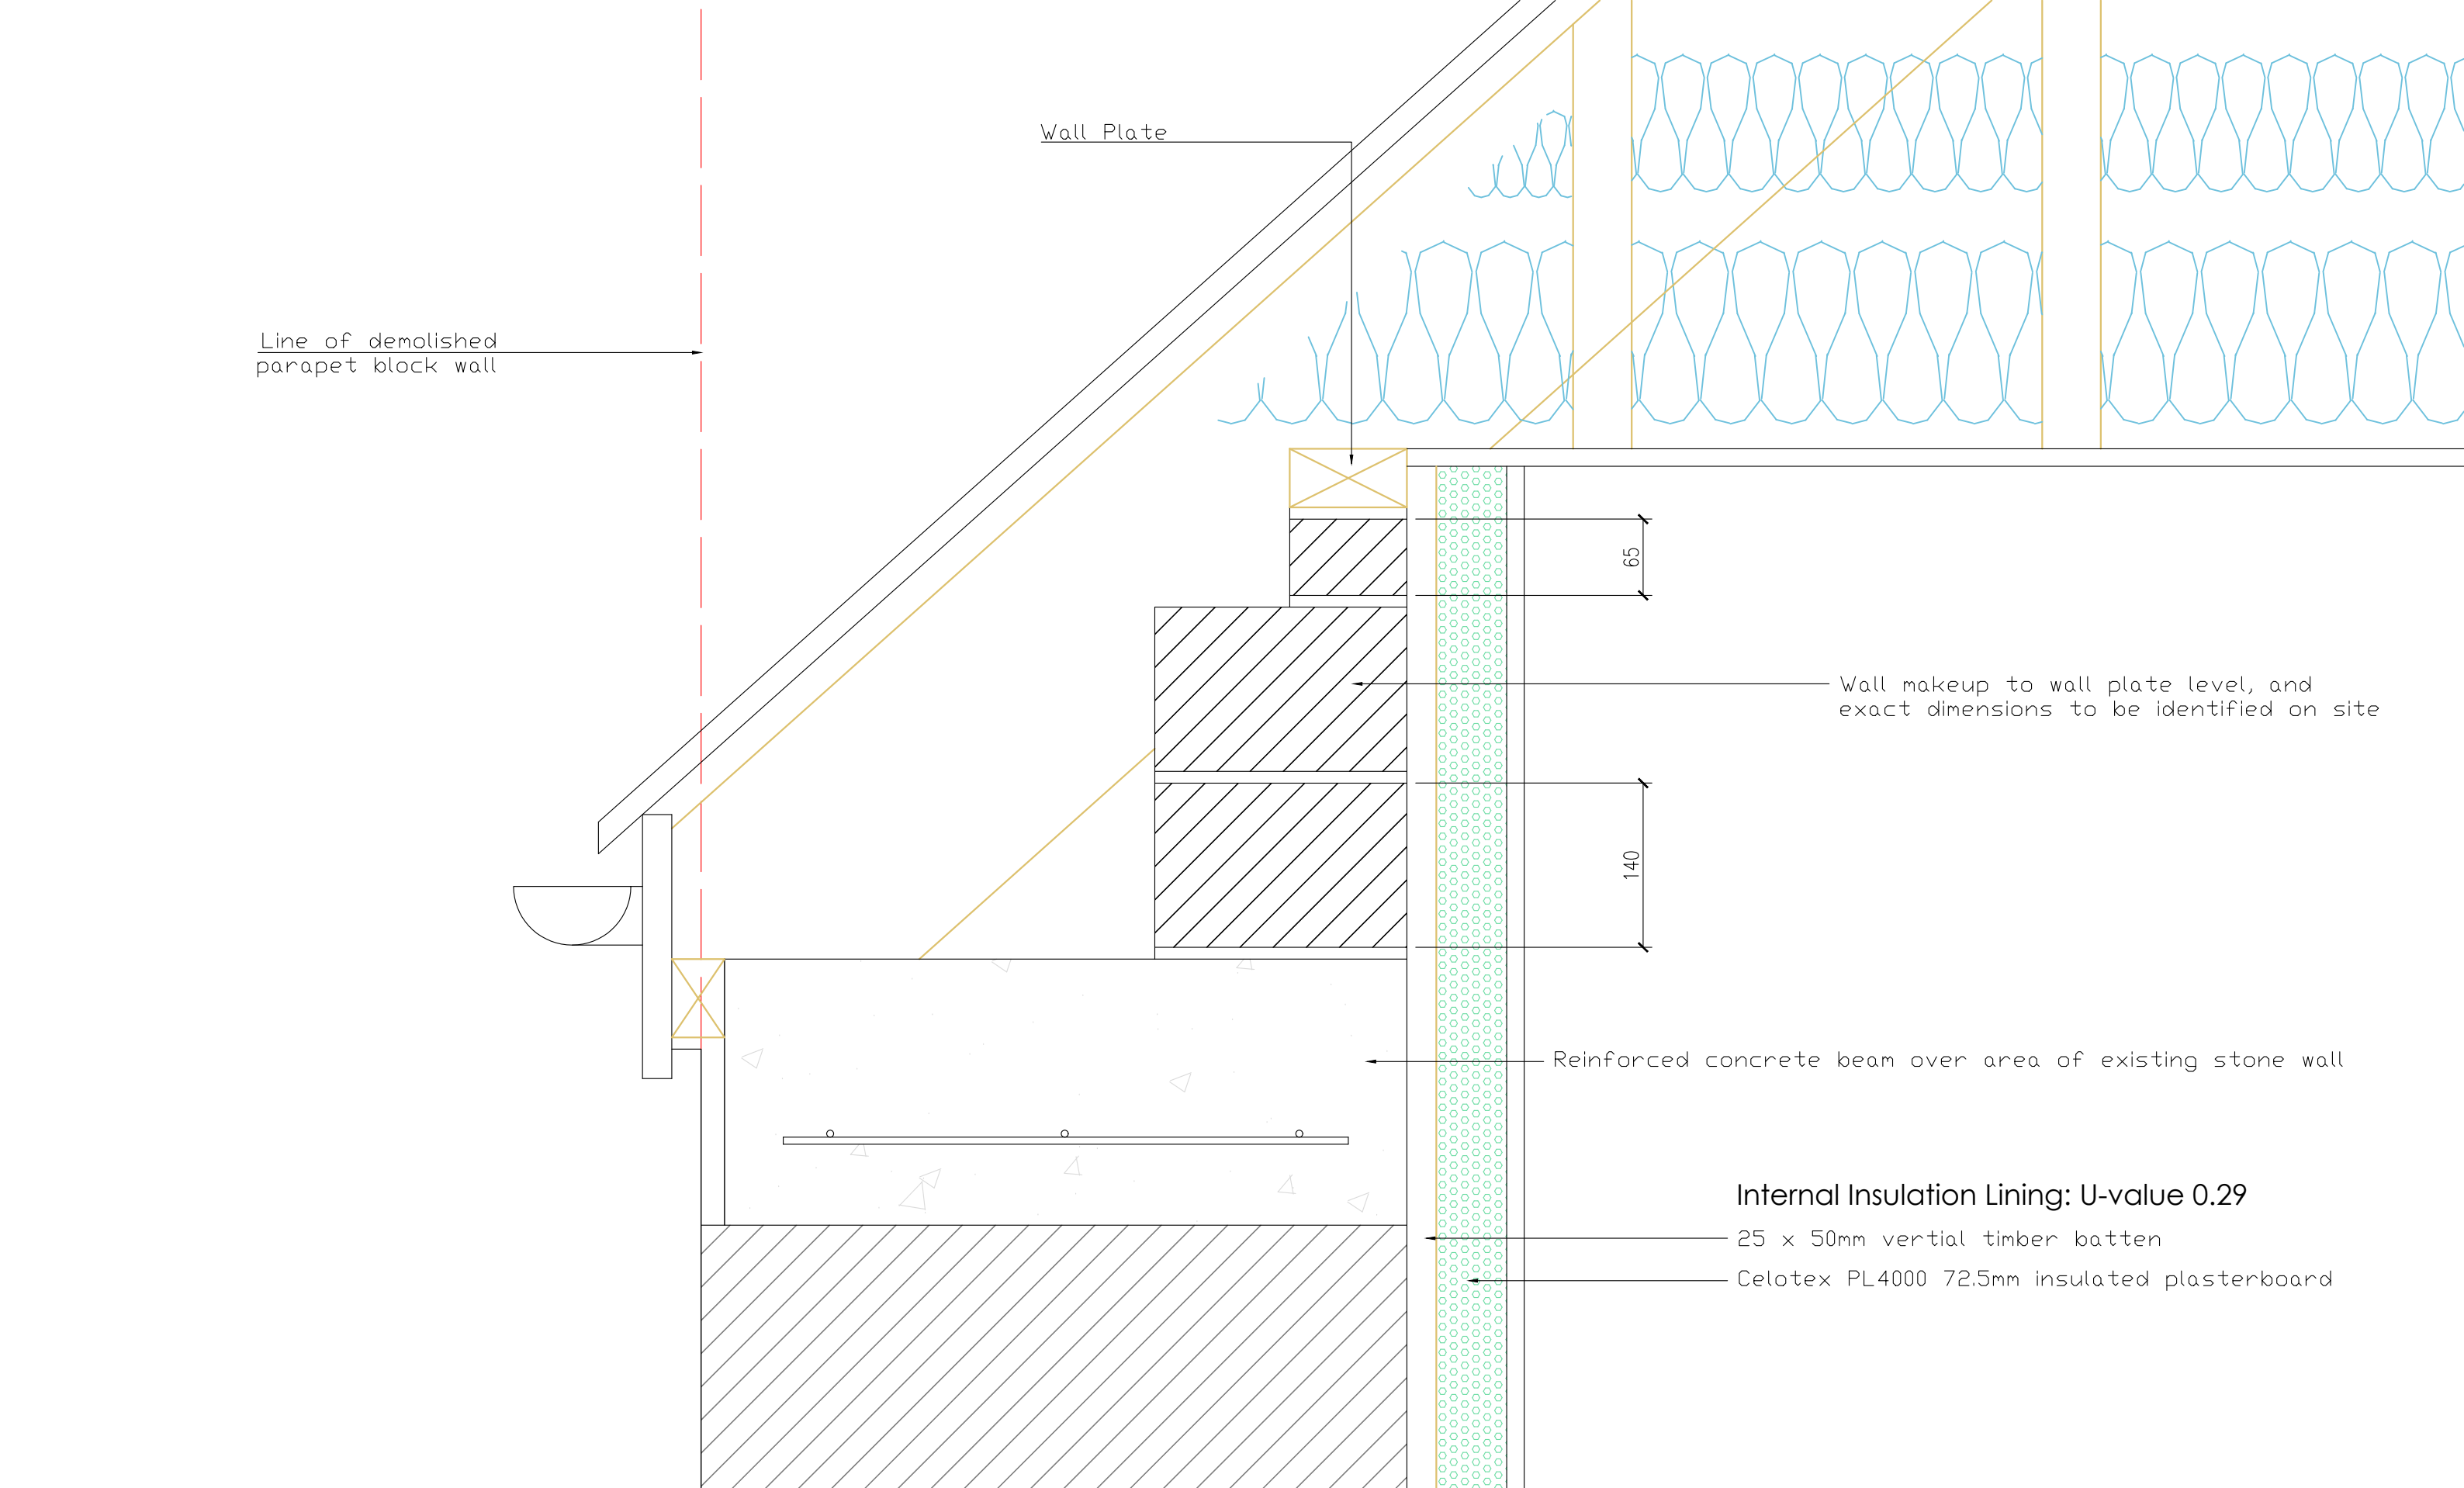 Wall Plate
Line of demolished
parapet block wall
65
Wall makeup to wall plate level, and
exact dimensions to be identified on site
140
Reinforced concrete beam over area of existing stone wall
Internal Insulation Lining: U-value 0.29
25 x 50mm vertial timber batten
Celotex PL4000 72.5mm insulated plasterboard